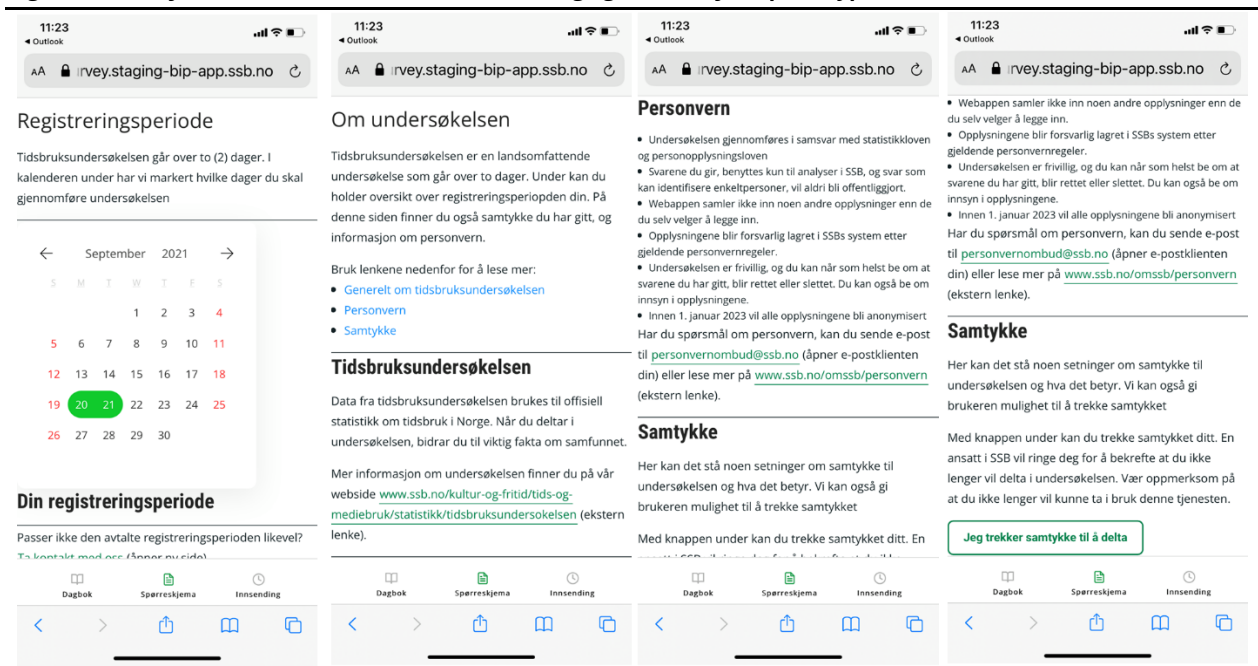 11:23
◄ Outlook
AA rvey.staging-bip-app.ssb.no
Registreringsperiode
Tidsbruksundersøkelsen går over to (2) dager. I
kalenderen under har vi markert hvilke dager du skal
gjennomføre undersøkelsen
← September 2021 →
S M T W T F S
1 2 3 4
5 6 7 8 9 10 11
12 13 14 15 16 17 18
19 20 21 22 23 24 25
26 27 28 29 30
Din registreringsperiode
Passer ikke den avtalte registreringsperioden likevel?
Ta kontakt med oss (åpner ny side)
Dagbok Spørreskjema Innsending
11:23
◄ Outlook
AA rvey.staging-bip-app.ssb.no
Om undersøkelsen
Tidsbruksundersøkelsen er en landsomfattende
undersøkelse som går over to dager. Under kan du
holder oversikt over registreringsperiopden din. På
denne siden finner du også samtykke du har gitt, og
informasjon om personvern.
Bruk lenkene nedenfor for å lese mer:
• Generelt om tidsbruksundersøkelsen
• Personvern
• Samtykke
Tidsbruksundersøkelsen
Data fra tidsbruksundersøkelsen brukes til offisiell
statistikk om tidsbruk i Norge. Når du deltar i
undersøkelsen, bidrar du til viktig fakta om samfunnet.
Mer informasjon om undersøkelsen finner du på vår
webside www.ssb.no/kultur-og-fritid/tids-og-
mediebruk/statistikk/tidsbruksundersokelsen (ekstern
lenke).
Dagbok Spørreskjema Innsending
11:23
◄ Outlook
AA rvey.staging-bip-app.ssb.no
Personvern
• Undersøkelsen gjennomføres i samsvar med statistikkloven
og personopplysningsloven
• Svarene du gir, benyttes kun til analyser i SSB, og svar som
kan identifisere enkeltpersoner, vil aldri bli offentliggjort.
• Webappen samler ikke inn noen andre opplysninger enn de
du selv velger å legge inn.
• Opplysningene blir forsvarlig lagret i SSBs system etter
gjeldende personvernregeler.
• Undersøkelsen er frivillig, og du kan når som helst be om at
svarene du har gitt, blir rettet eller slettet. Du kan også be om
innsyn i opplysningene.
• Innen 1. januar 2023 vil alle opplysningene bli anonymisert
Har du spørsmål om personvern, kan du sende e-post
til personvernombud@ssb.no (åpner e-postklienten
din) eller lese mer på www.ssb.no/omssb/personvern
(ekstern lenke).
Samtykke
Her kan det stå noen setninger om samtykke til
undersøkelsen og hva det betyr. Vi kan også gi
brukeren mulighet til å trekke samtykket
Med knappen under kan du trekke samtykket ditt. En
Dagbok Spørreskjema Innsending
11:23
◄ Outlook
AA rvey.staging-bip-app.ssb.no
• Webappen samler ikke inn noen andre opplysninger enn de
du selv velger å legge inn.
• Opplysningene blir forsvarlig lagret i SSBs system etter
gjeldende personvernregeler.
• Undersøkelsen er frivillig, og du kan når som helst be om at
svarene du har gitt, blir rettet eller slettet. Du kan også be om
innsyn i opplysningene.
• Innen 1. januar 2023 vil alle opplysningene bli anonymisert
Har du spørsmål om personvern, kan du sende e-post
til personvernombud@ssb.no (åpner e-postklienten
din) eller lese mer på www.ssb.no/omssb/personvern
(ekstern lenke).
Samtykke
Her kan det stå noen setninger om samtykke til
undersøkelsen og hva det betyr. Vi kan også gi
brukeren mulighet til å trekke samtykket
Med knappen under kan du trekke samtykket ditt. En
ansatt i SSB vil ringe deg for å bekrefte at du ikke
lenger vil delta i undersøkelsen. Vær oppmerksom på
at du ikke lenger vil kunne ta i bruk denne tjenesten.
Jeg trekker samtykke til å delta
Dagbok Spørreskjema Innsending